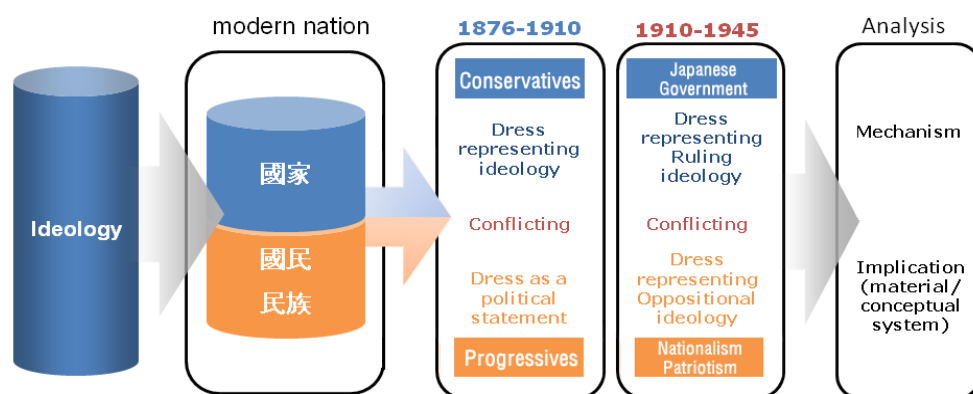 modern nation
1876-1910
1910-1945
Analysis
Ideology
國家
國民
民族
Conservatives
Dress
representing
ideology
Conflicting
Dress as a
political
statement
Progressives
Japanese
Government
Dress
representing
Ruling
ideology
Conflicting
Dress
representing
Oppositional
ideology
Nationalism
Patriotism
Mechanism
Implication
(material/
conceptual
system)